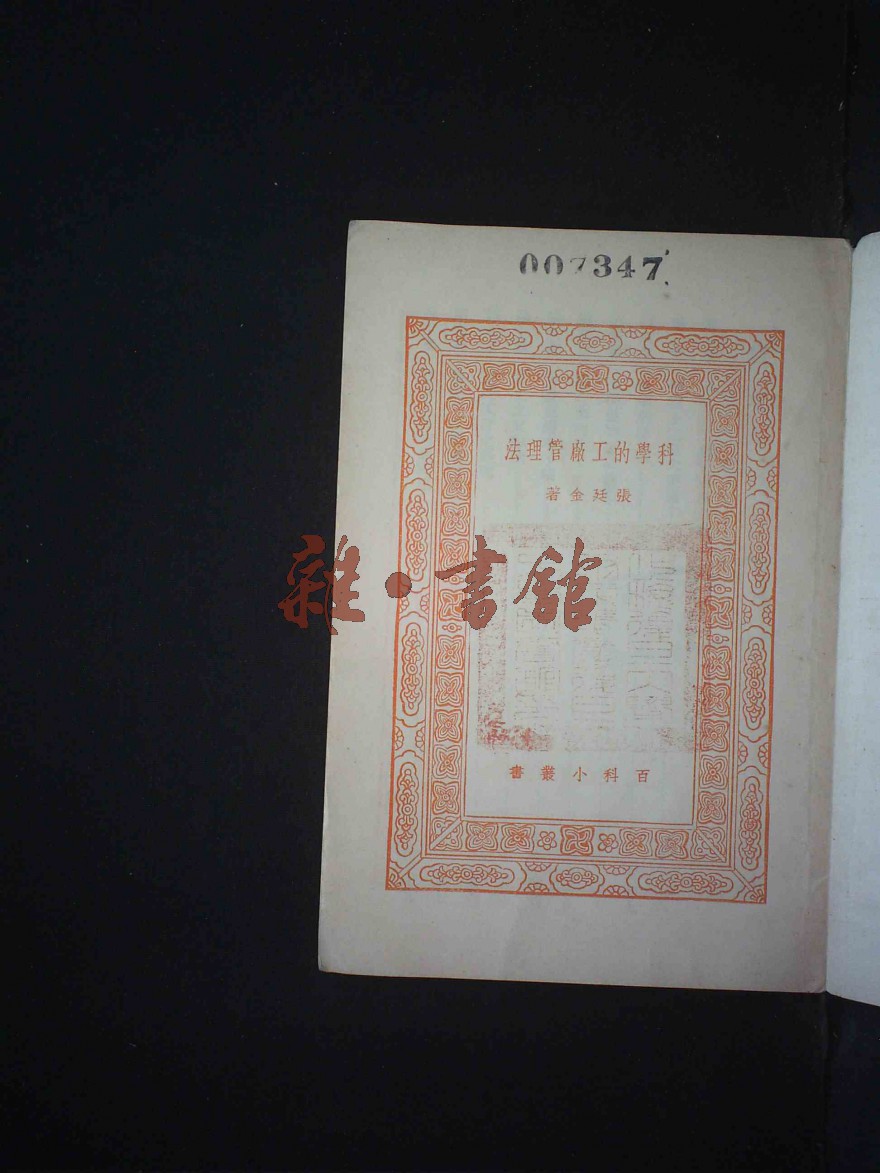 007347
科學的工廠管理法
張廷金著
雜·書館
百科小叢書